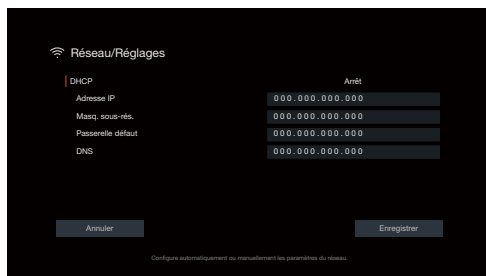 Réseau/Réglages
DHCP Arrêt
Adresse IP 000.000.000.000
Masq. sous-rés. 000.000.000.000
Passerelle défaut 000.000.000.000
DNS 000.000.000.000
Annuler Enregistrer
Configure automatiquement ou manuellement les paramètres du réseau.